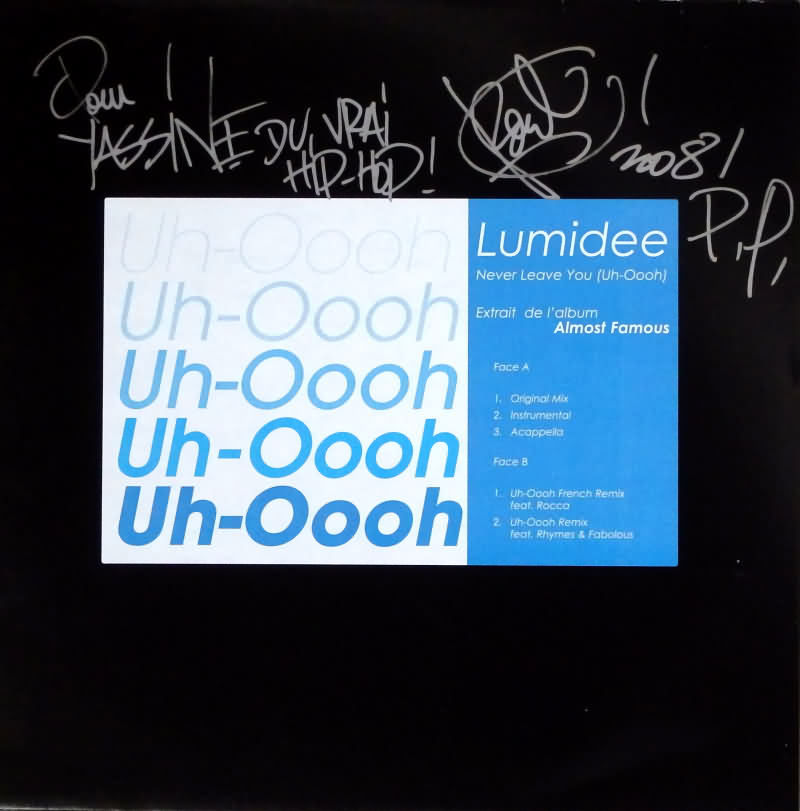 Pour
YASSINE DU VRAI
HIP-HOP!
2008!
P.P.
Uh-Oooh
Uh-Oooh
Uh-Oooh
Uh-Oooh
Uh-Oooh
Lumidee
Never Leave You (Uh-Oooh)
Extrait de l'album
Almost Famous
Face A
1. Original Mix
2. Instrumental
3. Acappella
Face B
1. Uh-Oooh French Remix
feat. Rocca
2. Uh-Oooh Remix
feat. Rhymes & Fabolous